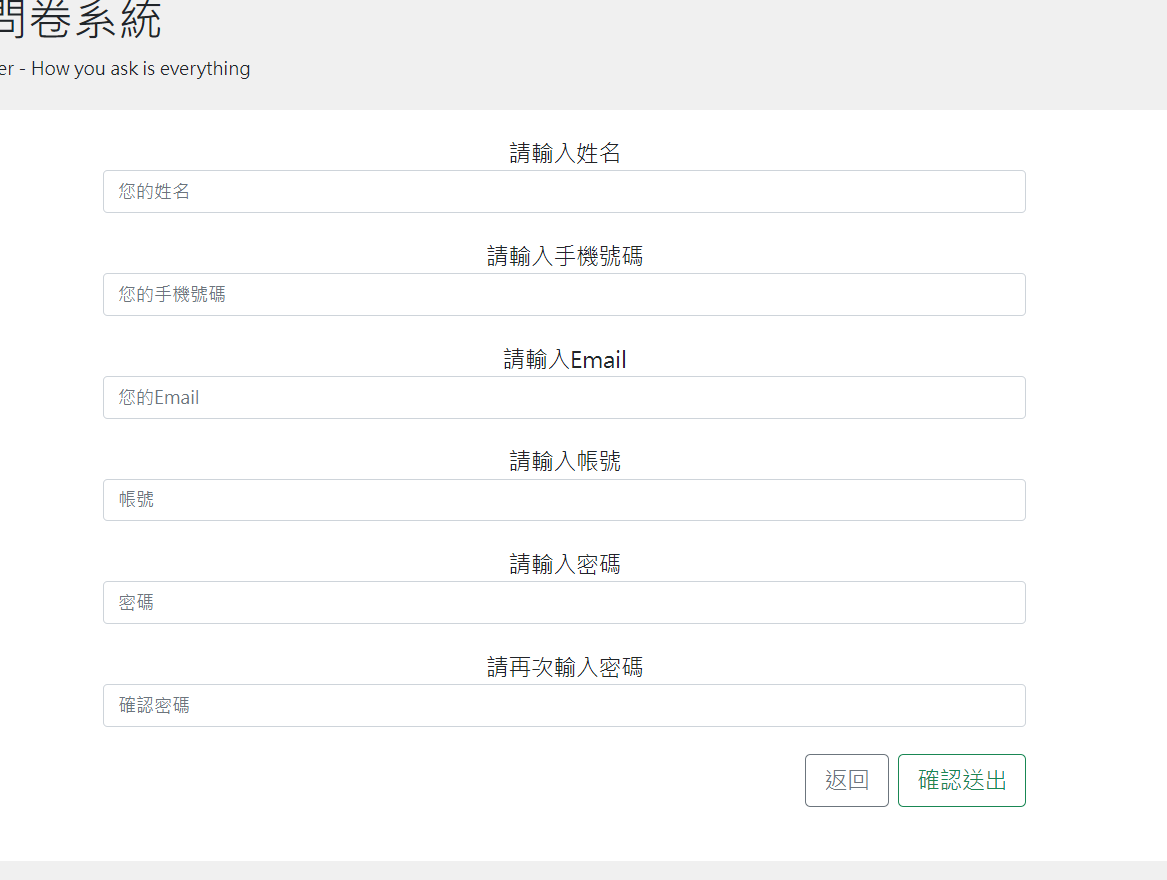 問卷系統
er - How you ask is everything
請輸入姓名
您的姓名
請輸入手機號碼
您的手機號碼
請輸入Email
您的Email
請輸入帳號
帳號
請輸入密碼
密碼
請再次輸入密碼
確認密碼
返回
確認送出